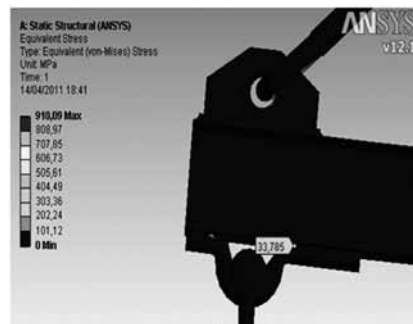 A: Static Structural (ANSYS)
Equivalent Stress
Type: Equivalent (von-Mises) Stress
Unit: MPa
Time: 1
14/04/2011 18:41
910,09 Max
808,97
707,85
606,73
505,61
404,49
303,36
202,24
101,12
0 Min
ANSYS
v12.1
33,785